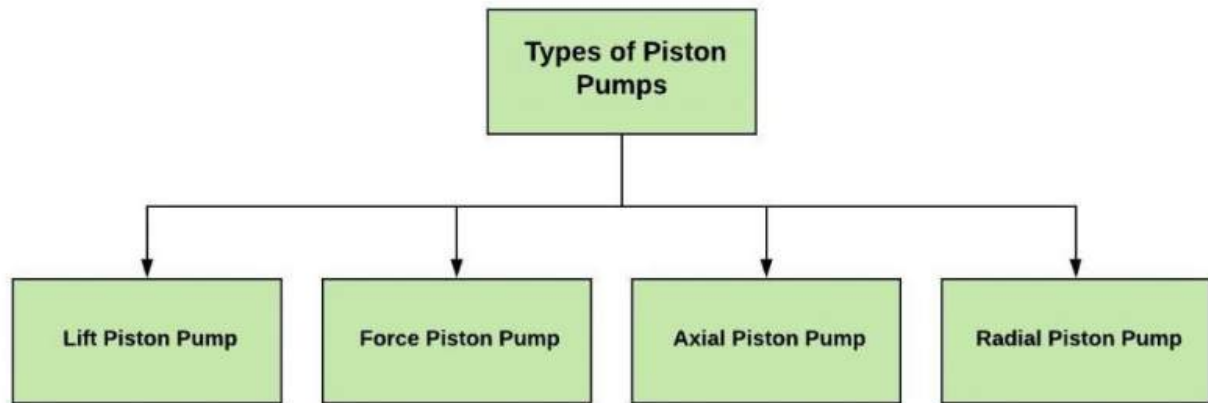 Types of Piston
Pumps
Lift Piston Pump
Force Piston Pump
Axial Piston Pump
Radial Piston Pump